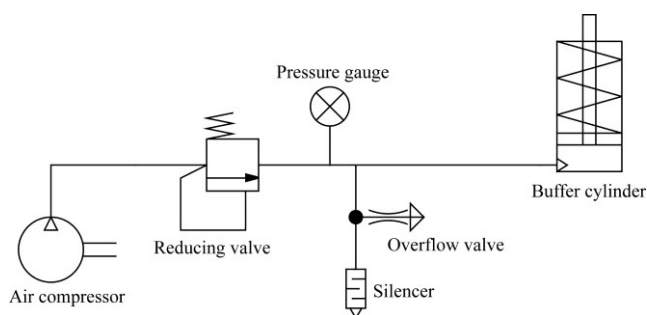 Pressure gauge
Buffer cylinder
Reducing valve
Overflow valve
Air compressor
Silencer